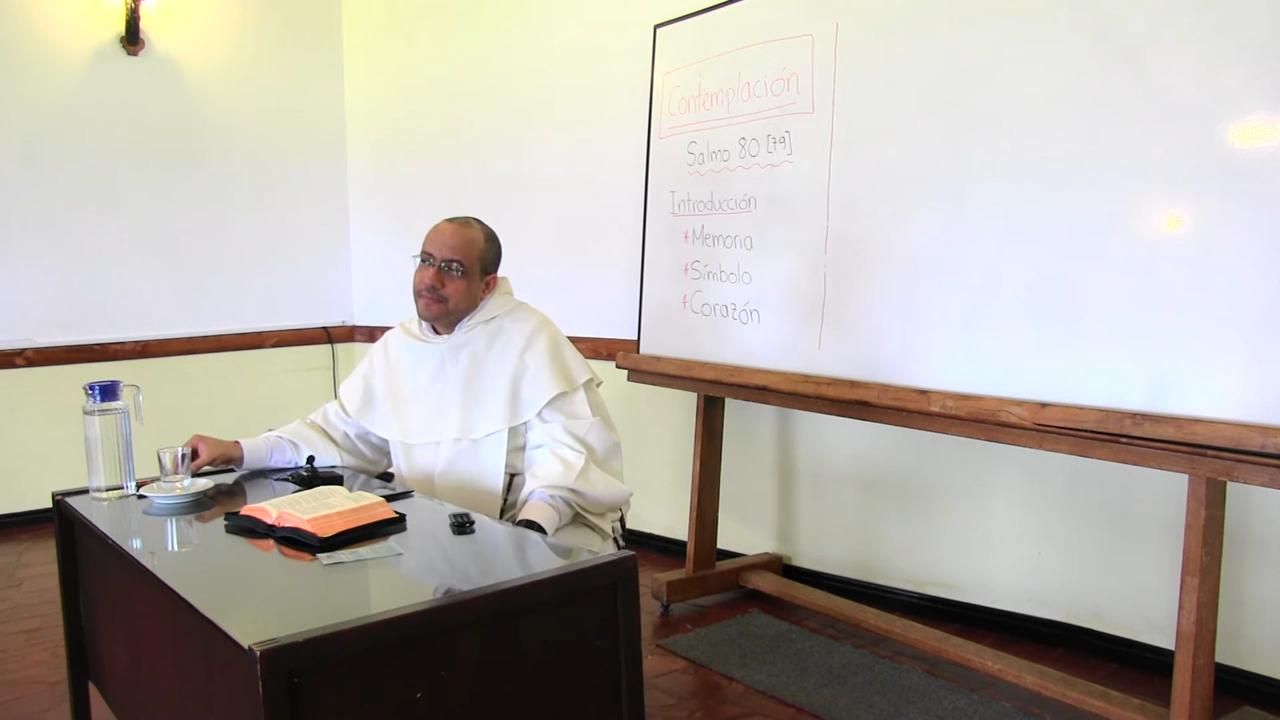 Contemplación
Salmo 80 [79]
Introducción
*Memoria
*Símbolo
*Corazón